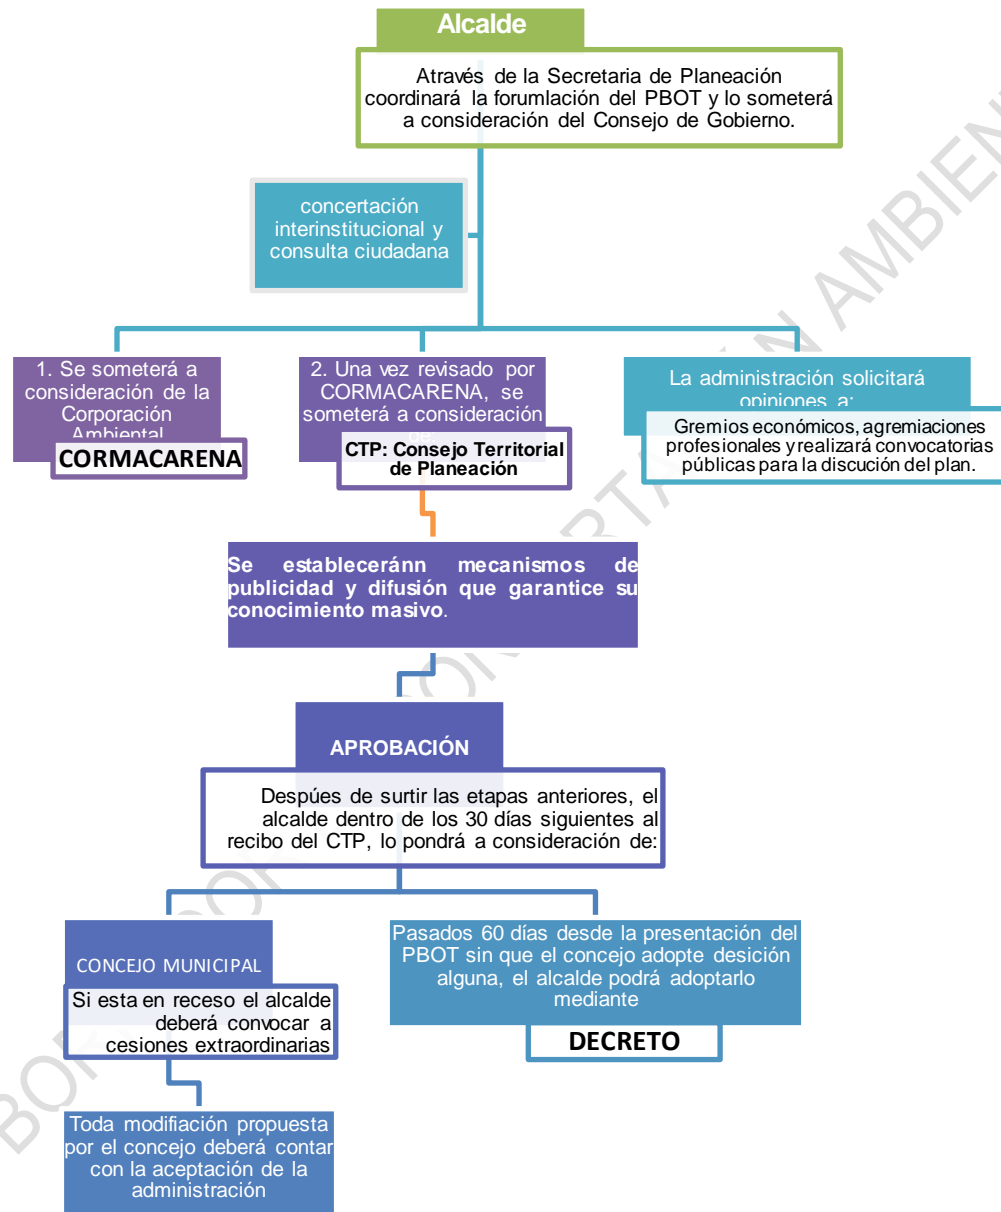 Alcalde
Através de la Secretaria de Planeación
coordinará la forumlación del PBOT y lo someterá
a consideración del Consejo de Gobierno.
concertación
interinstitucional y
consulta ciudadana
1. Se someterá a
consideración de la
Corporación
Ambiental
CORMACARENA
2. Una vez revisado por
CORMACARENA, se
someterá a consideración
de:
CTP: Consejo Territorial
de Planeación
La administración solicitará
opiniones a:
Gremios económicos, agremiaciones
profesionales y realizará convocatorias
públicas para la discución del plan.
Se estableceránn mecanismos de
publicidad y difusión que garantice su
conocimiento masivo.
APROBACIÓN
Despúes de surtir las etapas anteriores, el
alcalde dentro de los 30 días siguientes al
recibo del CTP, lo pondrá a consideración de:
CONCEJO MUNICIPAL
Si esta en receso el alcalde
deberá convocar a
cesiones extraordinarias
Pasados 60 días desde la presentación del
PBOT sin que el concejo adopte desición
alguna, el alcalde podrá adoptarlo
mediante
DECRETO
Toda modifiación propuesta
por el concejo deberá contar
con la aceptación de la
administración